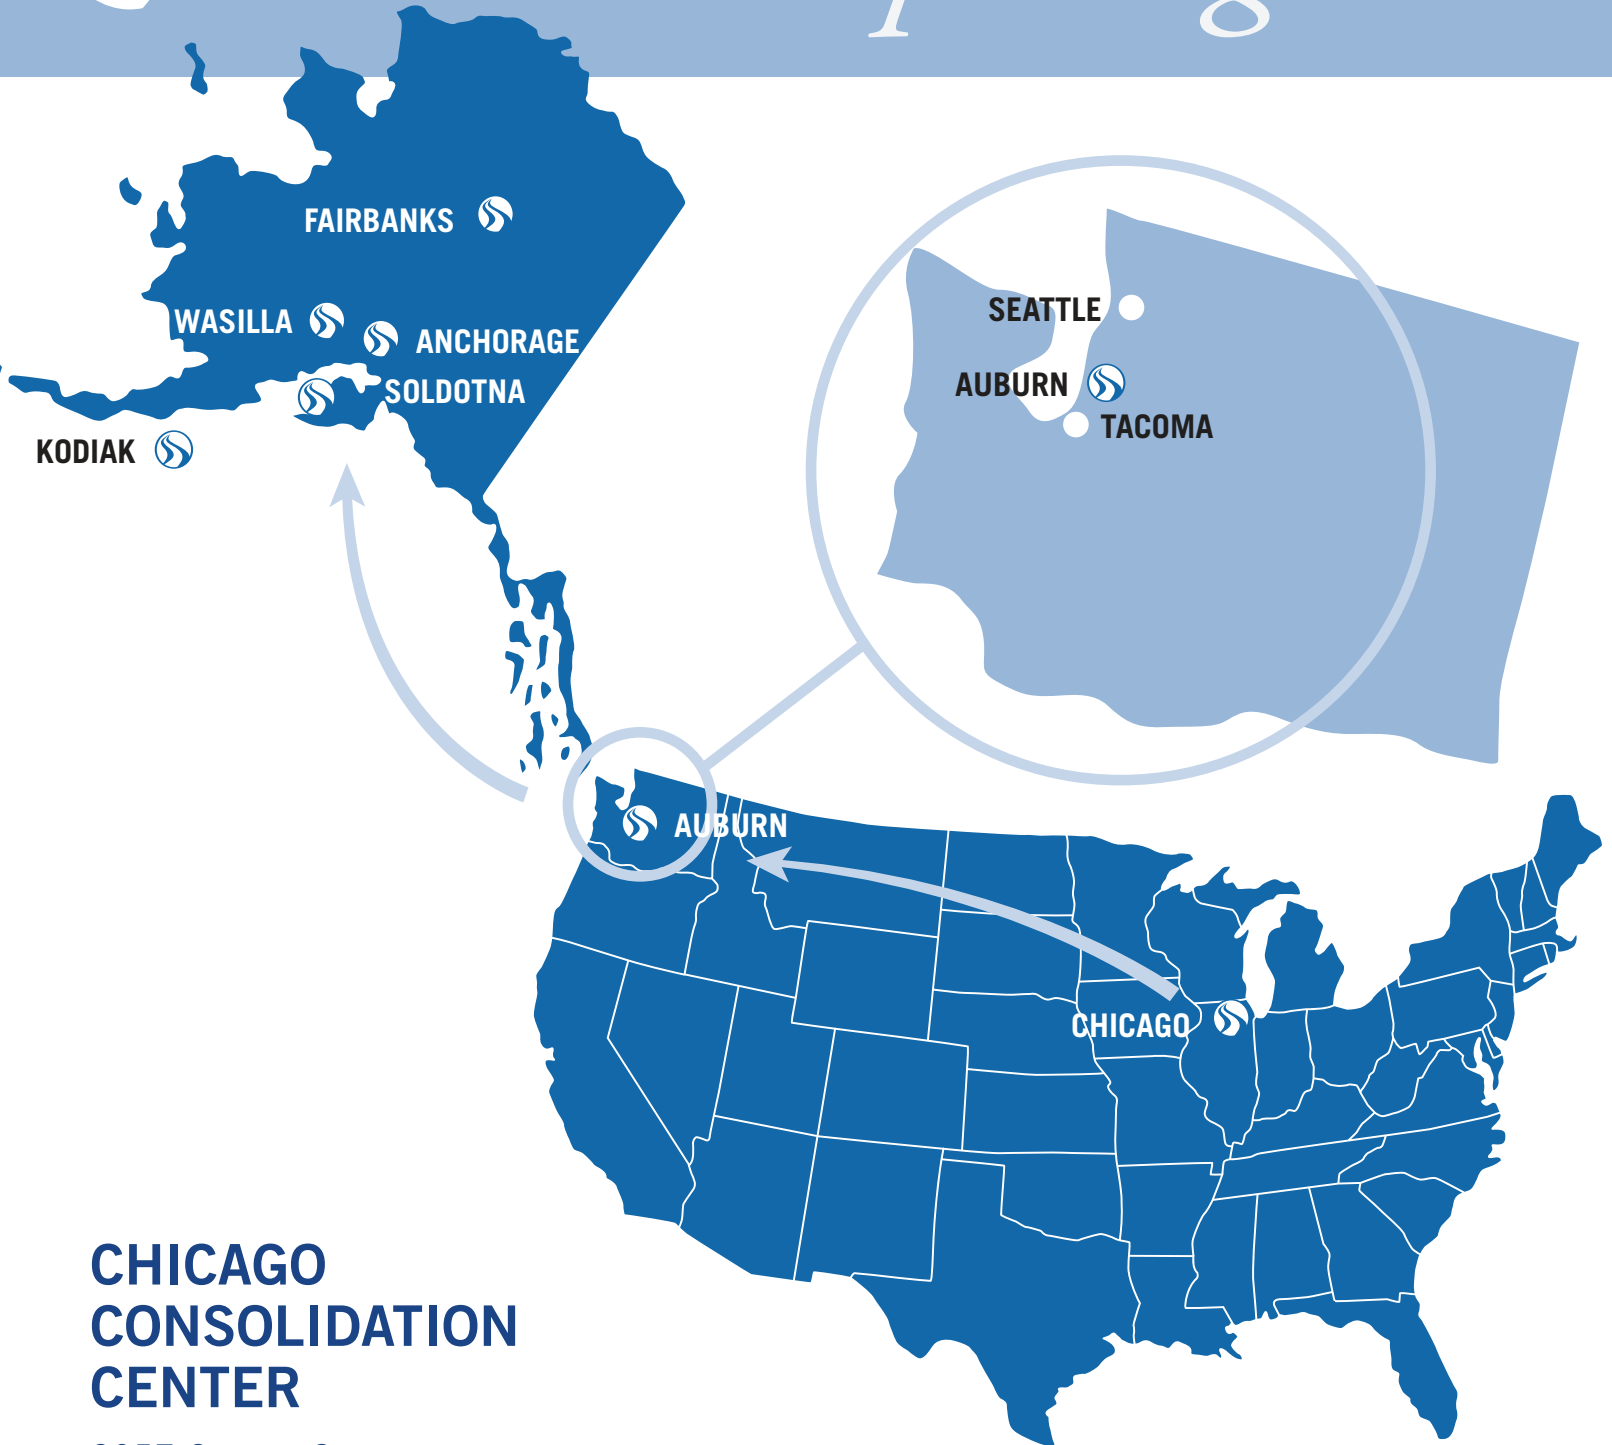 FAIRBANKS
WASILLA
ANCHORAGE
SOLDOTNA
KODIAK
SEATTLE
AUBURN
TACOMA
AUBURN
CHICAGO
CHICAGO
CONSOLIDATION
CENTER